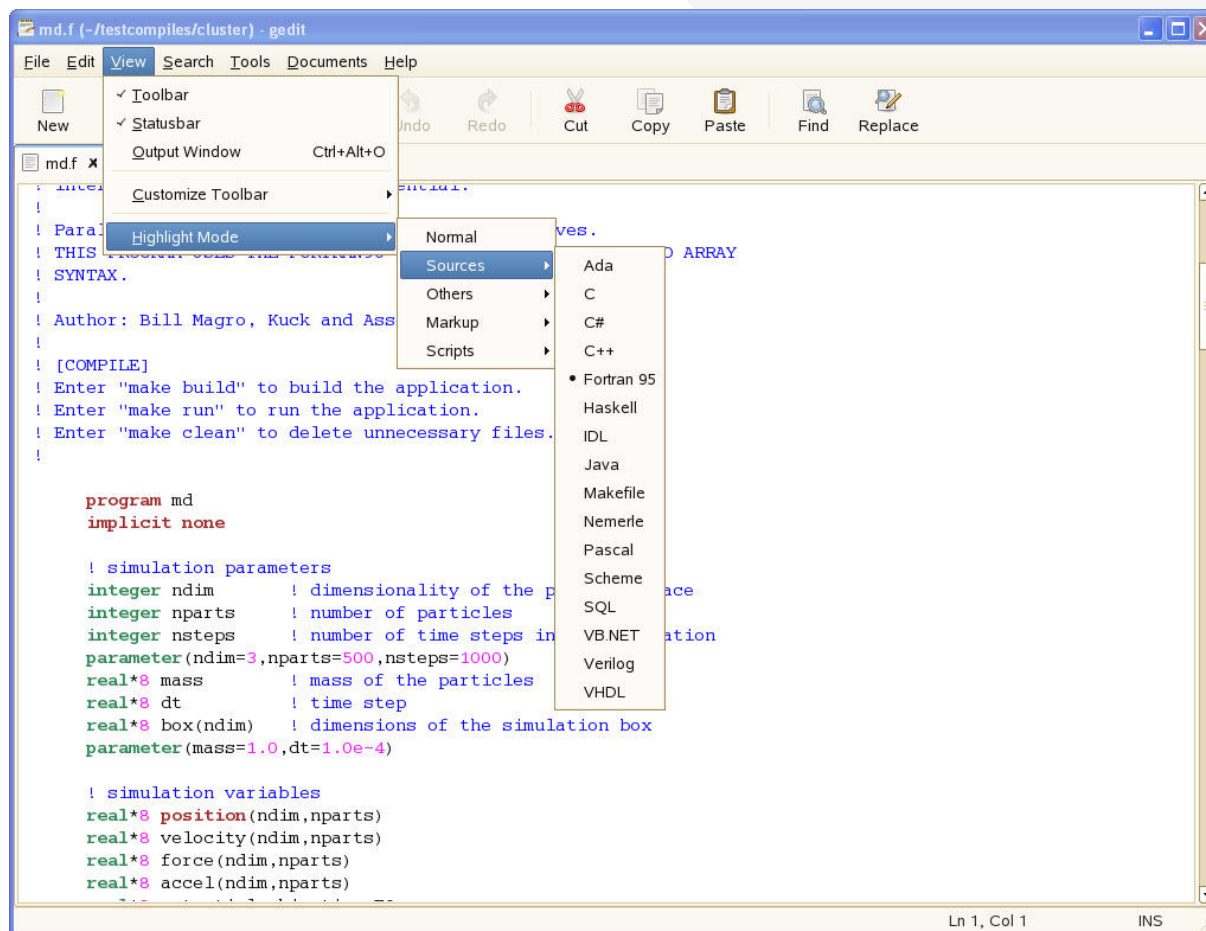 md.f (~/testcompiles/cluster) - gedit
File Edit View Search Tools Documents Help
New Undo Redo Cut Copy Paste Find Replace
md.f
Toolbar
Statusbar
Output Window Ctrl+Alt+O
Customize Toolbar
Highlight Mode
Normal
Sources
Others
Markup
Scripts
Ada
C
C#
C++
Fortran 95
Haskell
IDL
Java
Makefile
Nemerle
Pascal
Scheme
SQL
VB.NET
Verilog
VHDL
!
! Paral ves.
! THIS PROGRAM USES THE FORTRAN90 D ARRAY
! SYNTAX.
!
! Author: Bill Magro, Kuck and Ass
!
! [COMPILE]
! Enter "make build" to build the application.
! Enter "make run" to run the application.
! Enter "make clean" to delete unnecessary files.
!
program md
implicit none
! simulation parameters
integer ndim ! dimensionality of the p ace
integer nparts ! number of particles
integer nsteps ! number of time steps in ation
parameter(ndim=3,nparts=500,nsteps=1000)
real*8 mass ! mass of the particles
real*8 dt ! time step
real*8 box(ndim) ! dimensions of the simulation box
parameter(mass=1.0,dt=1.0e-4)
! simulation variables
real*8 position(ndim,nparts)
real*8 velocity(ndim,nparts)
real*8 force(ndim,nparts)
real*8 accel(ndim,nparts)
Ln 1, Col 1 INS